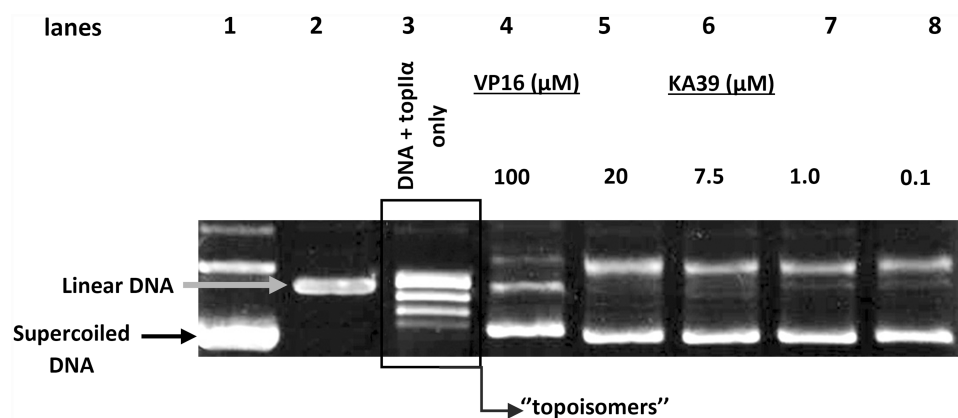 lanes 1 2 3 4 5 6 7 8
DNA + topIIα
only
VP16 (µM) KA39 (µM)
100 20 7.5 1.0 0.1
Linear DNA
Supercoiled
DNA
‘’topoisomers’’